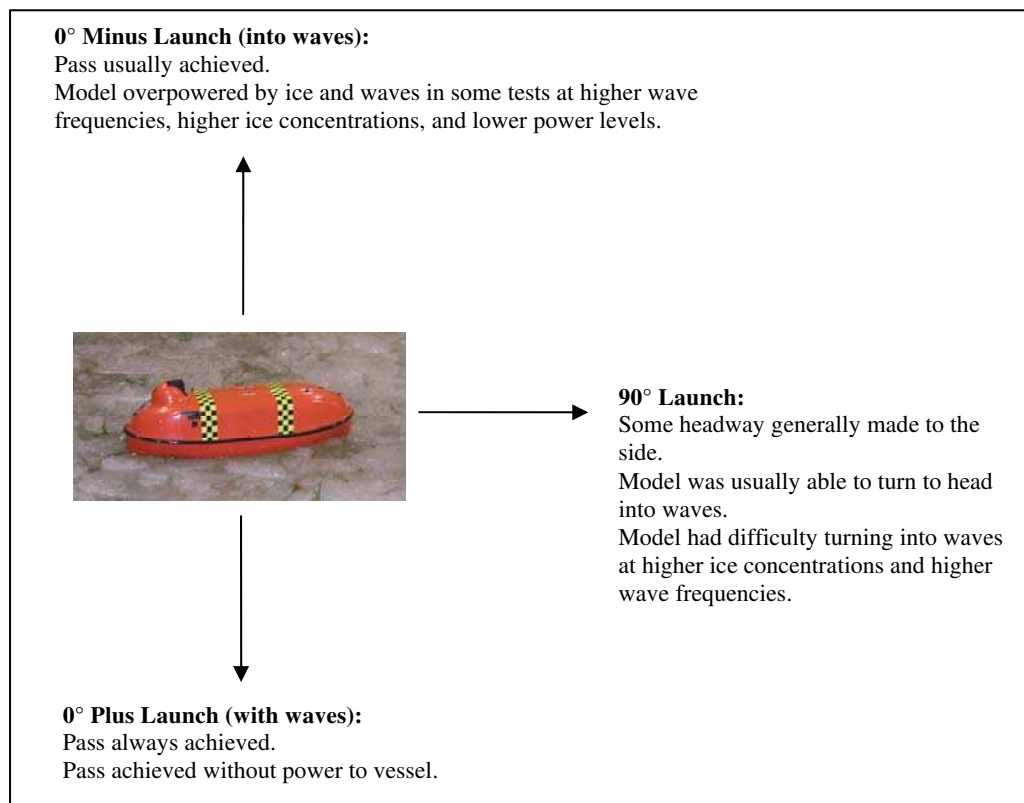 0° Minus Launch (into waves):
Pass usually achieved.
Model overpowered by ice and waves in some tests at higher wave
frequencies, higher ice concentrations, and lower power levels.
90° Launch:
Some headway generally made to the
side.
Model was usually able to turn to head
into waves.
Model had difficulty turning into waves
at higher ice concentrations and higher
wave frequencies.
0° Plus Launch (with waves):
Pass always achieved.
Pass achieved without power to vessel.